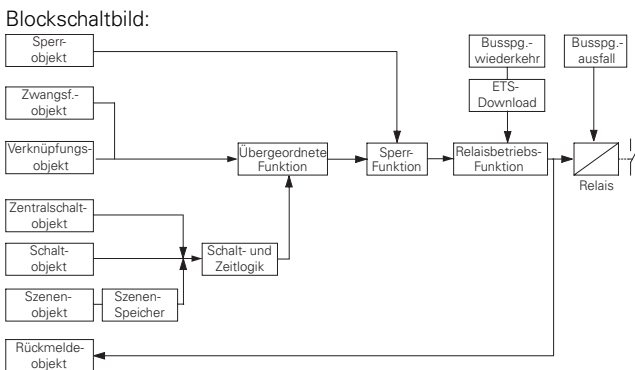 Blockschaltbild:
Sperr-
objekt
Busspg.-
wiederkehr
Busspg.-
ausfall
Zwangsf.-
objekt
ETS-
Download
Verknüpfungs-
objekt
Übergeordnete
Funktion
Sperr-
Funktion
Relaisbetriebs-
Funktion
Relais
Zentralschalt-
objekt
Schalt-
objekt
Schalt- und
Zeitlogik
Szenen-
objekt
Szenen-
Speicher
Rückmelde-
objekt